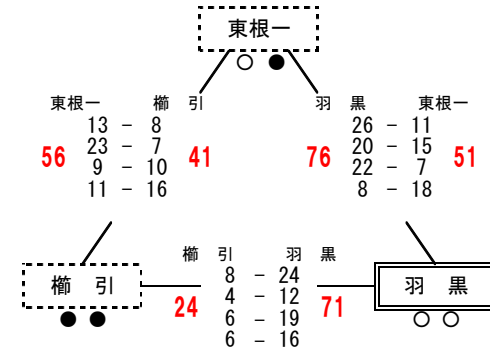 東根一
○ ●
東根一 櫛 引
56 41
13 － 8
23 － 7
9 － 10
11 － 16
羽 黒 東根一
76 51
26 － 11
20 － 15
22 － 7
8 － 18
櫛 引 羽 黒
24 71
8 － 24
4 － 12
6 － 19
6 － 16
櫛 引
● ●
羽 黒
○ ○